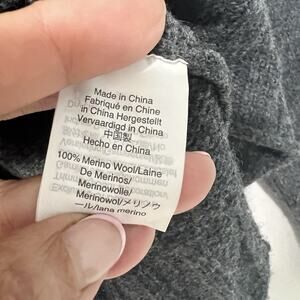 Made in China
Fabriqué en Chine
in China Hergestellt
Vervaardigd in China
中国製
Hecho en China
100% Merino Wool/Laine
De Merinos/
Merinowolle/
Merinowol/メリノウ
ール/lana merino